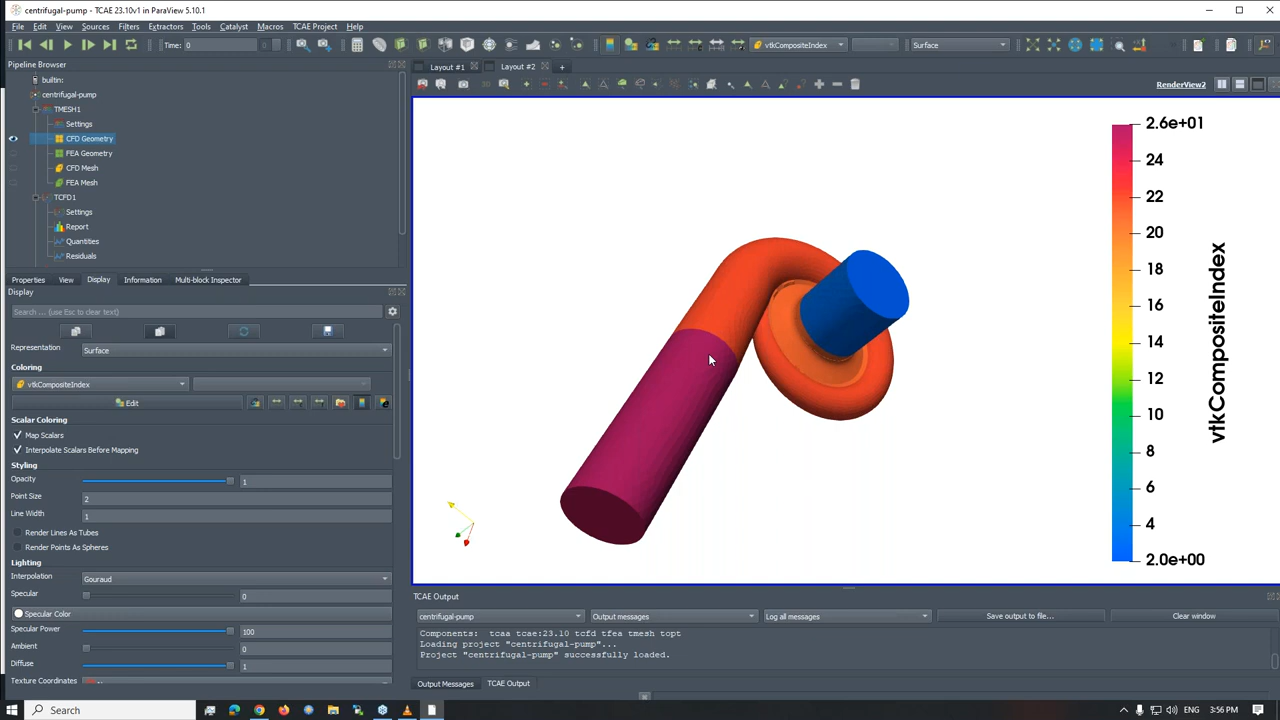 centrifugal-pump - TCAE 23.10v1 in ParaView 5.10.1
File Edit View Sources Filters Extractors Tools Catalyst Macros TCAE Project Help
Time: 0
vtkCompositeIndex
Surface
Pipeline Browser
Layout #1
Layout #2
+
RenderView2
builtin:
centrifugal-pump
TMESH1
Settings
CFD Geometry
FEA Geometry
CFD Mesh
FEA Mesh
TCFD1
Settings
Report
Quantities
Residuals
Properties View Display Information Multi-block Inspector
Display
Search ... (use Esc to clear text)
Representation Surface
Coloring
vtkCompositeIndex
Edit
Scalar Coloring
Map Scalars
Interpolate Scalars Before Mapping
Styling
Opacity 1
Point Size 2
Line Width 1
Render Lines As Tubes
Render Points As Spheres
Lighting
Interpolation Gouraud
Specular 0
Specular Color
Specular Power 100
Ambient 0
Diffuse 1
Texture Coordinates
2.6e+01
24
22
20
18
16
14
12
10
8
6
4
2.0e+00
vtkCompositeIndex
TCAE Output
centrifugal-pump
Output messages
Log all messages
Save output to file...
Clear window
Components: tcaa tcae:23.10 tcfd tfea tmesh topt
Loading project "centrifugal-pump"...
Project "centrifugal-pump" successfully loaded.
Output Messages
TCAE Output
Search
3:56 PM